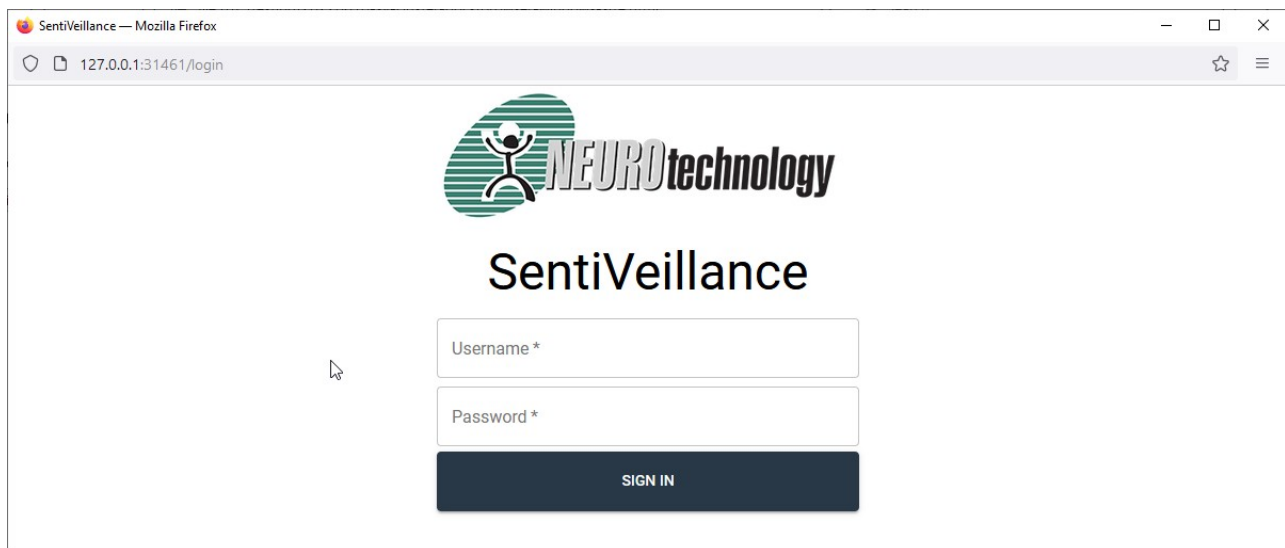 SentiVeillance — Mozilla Firefox
127.0.0.1:31461/login
NEUROtechnology
SentiVeillance
Username *
Password *
SIGN IN